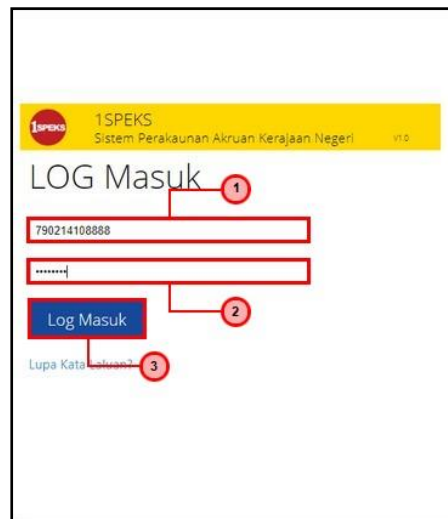 1SPEKS
1SPEKS
Sistem Perakaunan Akruan Kerajaan Negeri V1.0
LOG Masuk
1
790214108888
••••••••
2
Log Masuk
Lupa Kata Laluan?
3